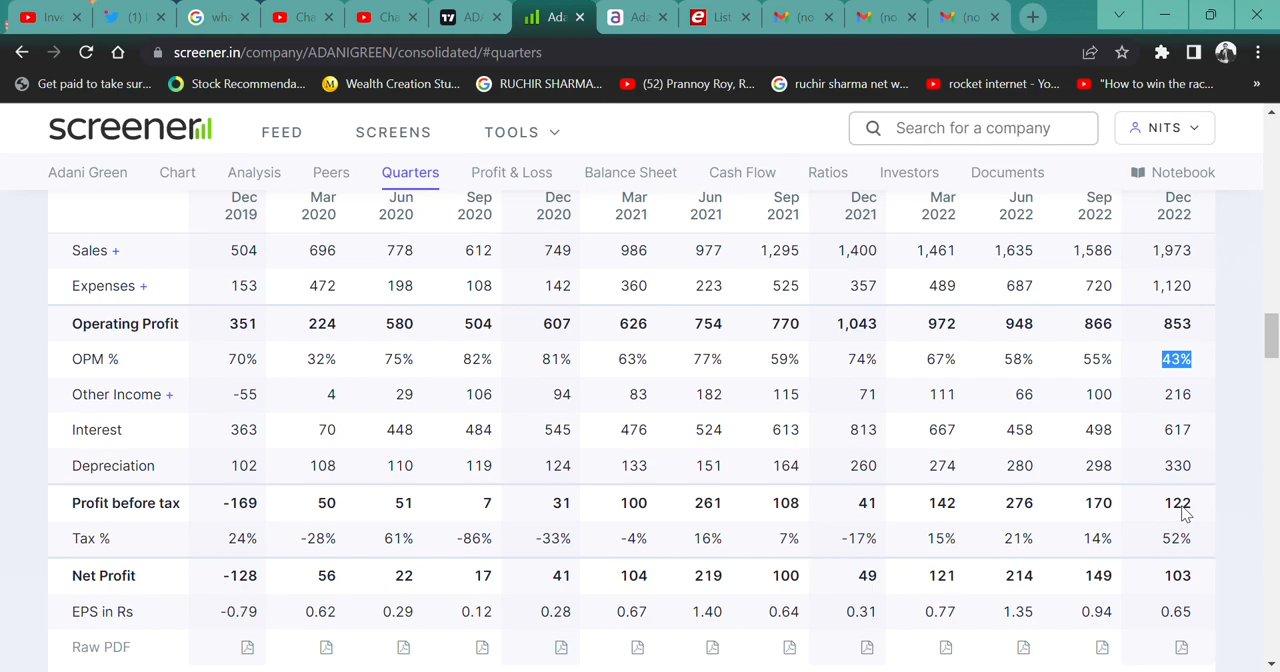 Inve
(1)
wha
Cha
Cha
ADA
Ada
Ada
List
(no
(no
(no
screener.in/company/ADANIGREEN/consolidated/#quarters
Get paid to take sur... Stock Recommenda... Wealth Creation Stu... RUCHIR SHARMA... (52) Prannoy Roy, R... ruchir sharma net w... rocket internet - Yo... "How to win the rac... »
screener FEED SCREENS TOOLS Search for a company NITS
Adani Green Chart Analysis Peers Quarters Profit & Loss Balance Sheet Cash Flow Ratios Investors Documents Notebook
Dec Mar Jun Sep Dec Mar Jun Sep Dec Mar Jun Sep Dec
2019 2020 2020 2020 2020 2021 2021 2021 2021 2022 2022 2022 2022
Sales + 504 696 778 612 749 986 977 1,295 1,400 1,461 1,635 1,586 1,973
Expenses + 153 472 198 108 142 360 223 525 357 489 687 720 1,120
Operating Profit 351 224 580 504 607 626 754 770 1,043 972 948 866 853
OPM % 70% 32% 75% 82% 81% 63% 77% 59% 74% 67% 58% 55% 43%
Other Income + -55 4 29 106 94 83 182 115 71 111 66 100 216
Interest 363 70 448 484 545 476 524 613 813 667 458 498 617
Depreciation 102 108 110 119 124 133 151 164 260 274 280 298 330
Profit before tax -169 50 51 7 31 100 261 108 41 142 276 170 122
Tax % 24% -28% 61% -86% -33% -4% 16% 7% -17% 15% 21% 14% 52%
Net Profit -128 56 22 17 41 104 219 100 49 121 214 149 103
EPS in Rs -0.79 0.62 0.29 0.12 0.28 0.67 1.40 0.64 0.31 0.77 1.35 0.94 0.65
Raw PDF